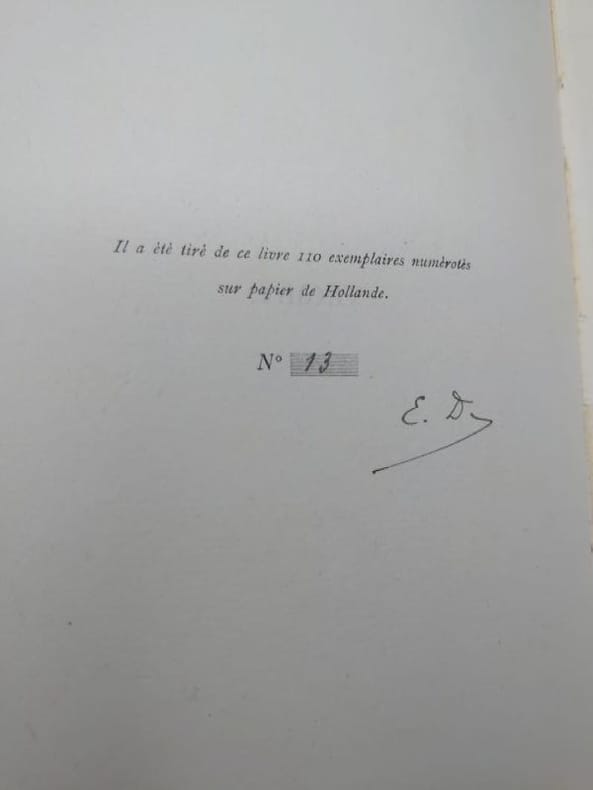 Il a été tiré de ce livre 110 exemplaires numérotés
sur papier de Hollande.
N° 13
E. D